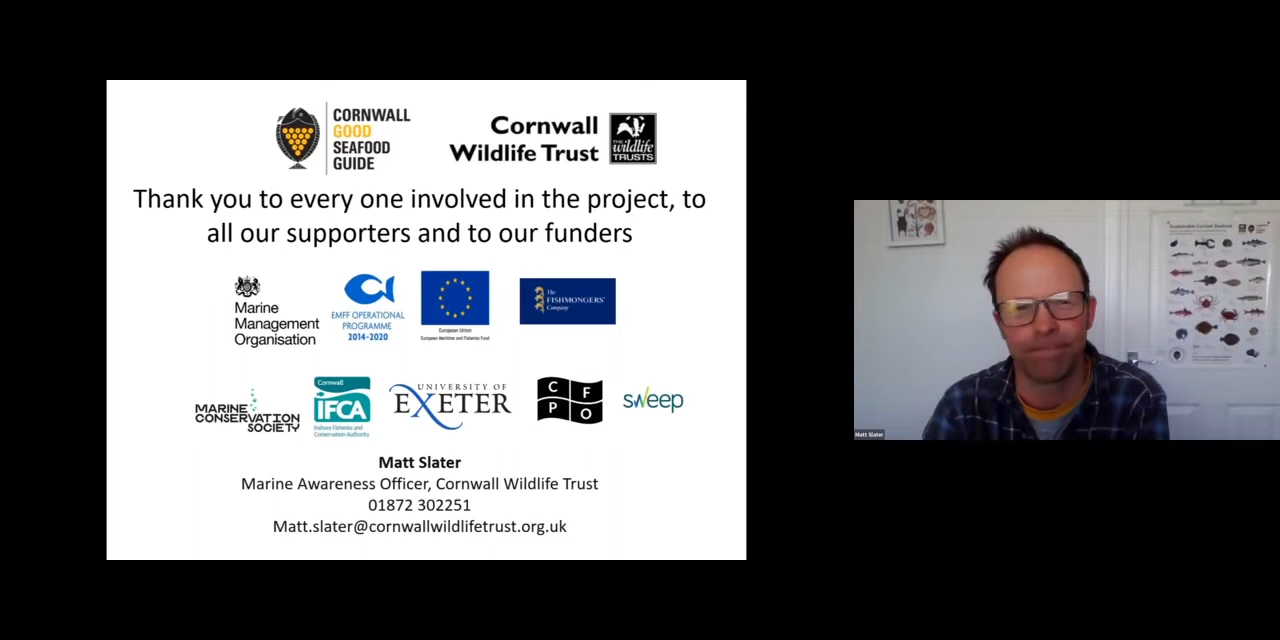 CORNWALL
GOOD
SEAFOOD
GUIDE
Cornwall
Wildlife Trust
THE
wildlife
TRUSTS
Thank you to every one involved in the project, to
all our supporters and to our funders
Marine
Management
Organisation
EMFF OPERATIONAL
PROGRAMME
2014-2020
European Union
European Maritime and Fisheries Fund
The
FISHMONGERS'
Company
MARINE
CONSERVATION
SOCIETY
Cornwall
IFCA
Inshore Fisheries and
Conservation Authority
UNIVERSITY OF
EXETER
C F
P O
sweep
Matt Slater
Marine Awareness Officer, Cornwall Wildlife Trust
01872 302251
Matt.slater@cornwallwildlifetrust.org.uk
Sustainable Cornish Seafood
Matt Slater